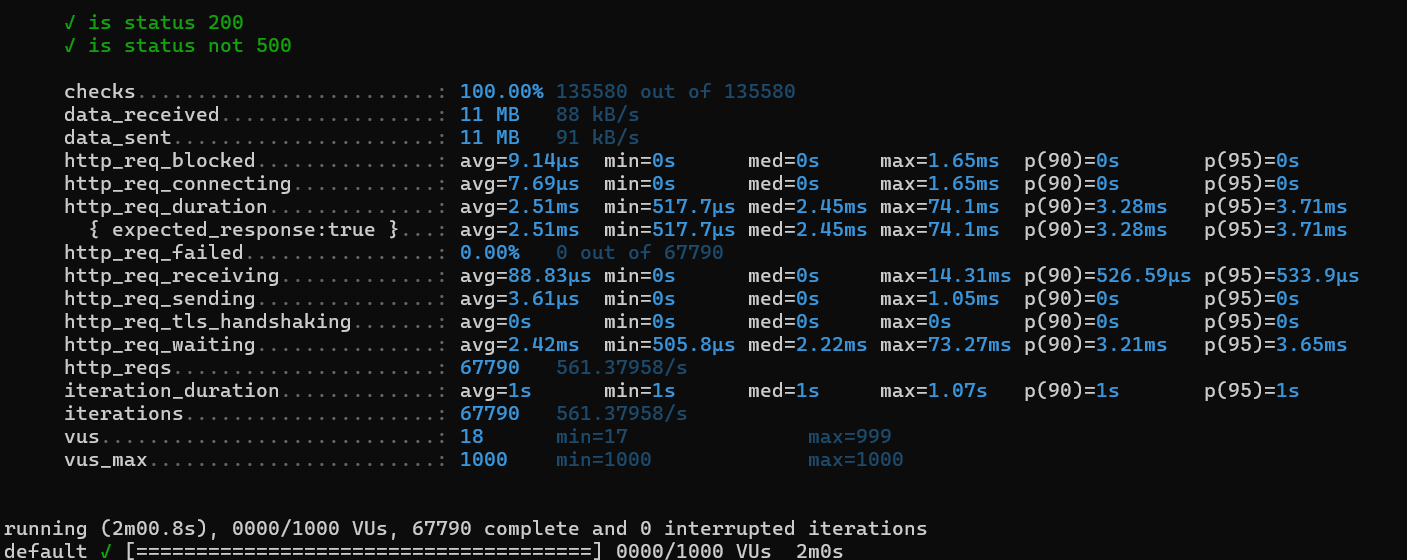 ✓ is status 200
✓ is status not 500
checks.........................: 100.00% 135580 out of 135580
data_received..................: 11 MB 88 kB/s
data_sent......................: 11 MB 91 kB/s
http_req_blocked...............: avg=9.14µs min=0s med=0s max=1.65ms p(90)=0s p(95)=0s
http_req_connecting............: avg=7.69µs min=0s med=0s max=1.65ms p(90)=0s p(95)=0s
http_req_duration..............: avg=2.51ms min=517.7µs med=2.45ms max=74.1ms p(90)=3.28ms p(95)=3.71ms
{ expected_response:true }...: avg=2.51ms min=517.7µs med=2.45ms max=74.1ms p(90)=3.28ms p(95)=3.71ms
http_req_failed................: 0.00% 0 out of 67790
http_req_receiving.............: avg=88.83µs min=0s med=0s max=14.31ms p(90)=526.59µs p(95)=533.9µs
http_req_sending...............: avg=3.61µs min=0s med=0s max=1.05ms p(90)=0s p(95)=0s
http_req_tls_handshaking.......: avg=0s min=0s med=0s max=0s p(90)=0s p(95)=0s
http_req_waiting...............: avg=2.42ms min=505.8µs med=2.22ms max=73.27ms p(90)=3.21ms p(95)=3.65ms
http_reqs......................: 67790 561.37958/s
iteration_duration.............: avg=1s min=1s med=1s max=1.07s p(90)=1s p(95)=1s
iterations.....................: 67790 561.37958/s
vus............................: 18 min=17 max=999
vus_max........................: 1000 min=1000 max=1000
running (2m00.8s), 0000/1000 VUs, 67790 complete and 0 interrupted iterations
default ✓ [======================================] 0000/1000 VUs 2m0s